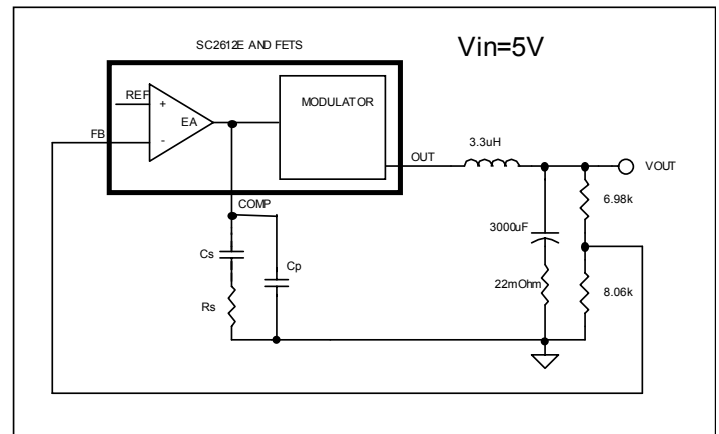 SC2612E AND FETS
Vin=5V
REF
+
EA
-
FB
MODULATOR
OUT
3.3uH
VOUT
6.98k
COMP
3000uF
Cs
Cp
22mOhm
8.06k
Rs